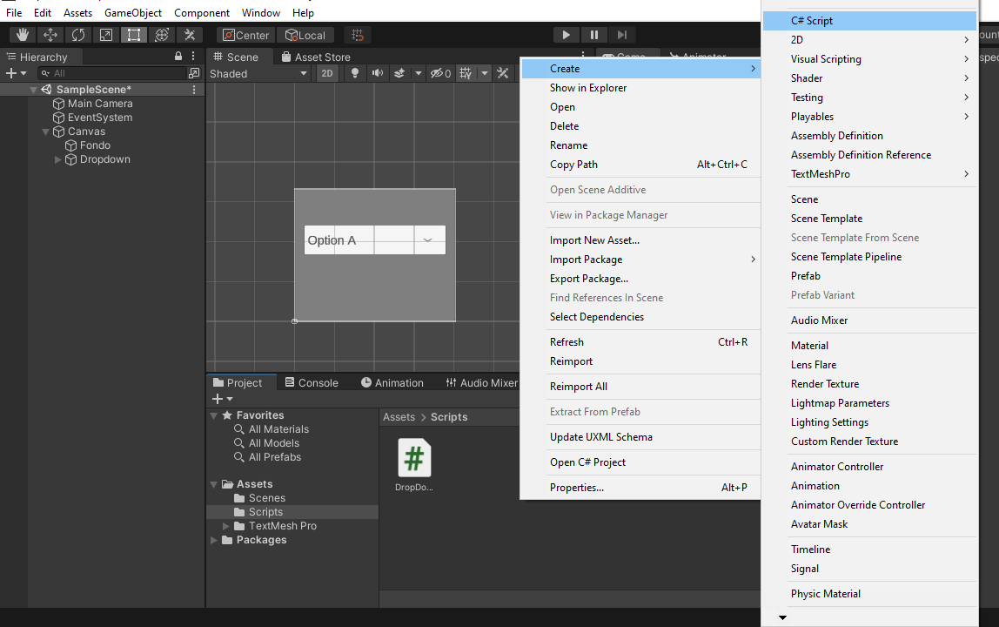 File Edit Assets GameObject Component Window Help
Center Local
Hierarchy
All
SampleScene*
Main Camera
EventSystem
Canvas
Fondo
Dropdown
Scene Asset Store Game Animator
Shaded 2D 0
Option A
Project Console Animation Audio Mixer
Favorites
All Materials
All Models
All Prefabs
Assets
Scenes
Scripts
TextMesh Pro
Packages
Assets > Scripts
#
DropDo...
Create
Show in Explorer
Open
Delete
Rename
Copy Path Alt+Ctrl+C
Open Scene Additive
View in Package Manager
Import New Asset...
Import Package
Export Package...
Find References In Scene
Select Dependencies
Refresh Ctrl+R
Reimport
Reimport All
Extract From Prefab
Update UXML Schema
Open C# Project
Properties... Alt+P
C# Script
2D
Visual Scripting
Shader
Testing
Playables
Assembly Definition
Assembly Definition Reference
TextMeshPro
Scene
Scene Template
Scene Template From Scene
Scene Template Pipeline
Prefab
Prefab Variant
Audio Mixer
Material
Lens Flare
Render Texture
Lightmap Parameters
Lighting Settings
Custom Render Texture
Animator Controller
Animation
Animator Override Controller
Avatar Mask
Timeline
Signal
Physic Material